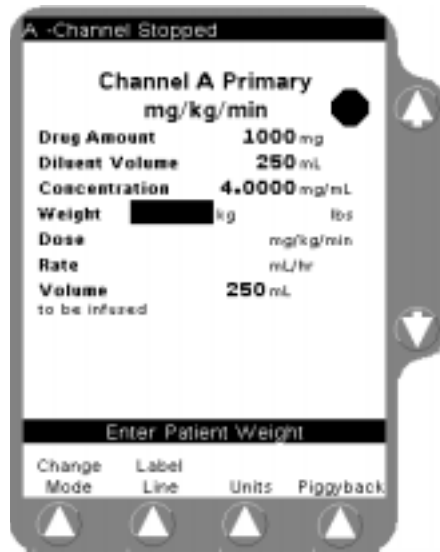 A -Channel Stopped
Channel A Primary
mg/kg/min
Drug Amount 1000 mg
Diluent Volume 250 mL
Concentration 4.0000 mg/mL
Weight kg lbs
Dose mg/kg/min
Rate mL/hr
Volume 250 mL
to be infused
Enter Patient Weight
Change Label
Mode Line Units Piggyback